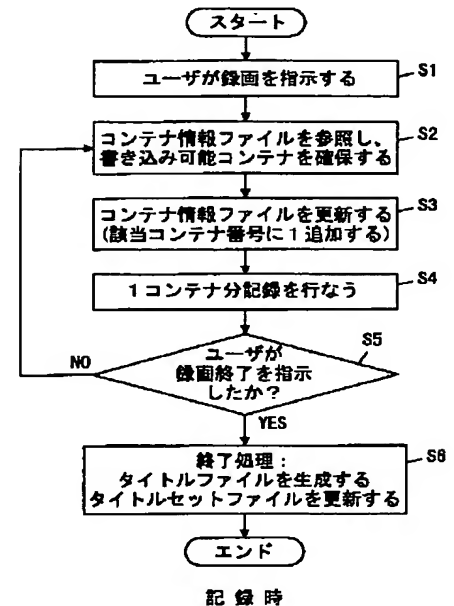 スタート
ユーザが録画を指示する
S1
コンテナ情報ファイルを参照し、
書き込み可能コンテナを確保する
S2
コンテナ情報ファイルを更新する
(該当コンテナ番号に1追加する)
S3
1コンテナ分記録を行なう
S4
ユーザが
録画終了を指示
したか?
S5
NO
YES
終了処理:
タイトルファイルを生成する
タイトルセットファイルを更新する
S6
エンド
記録時